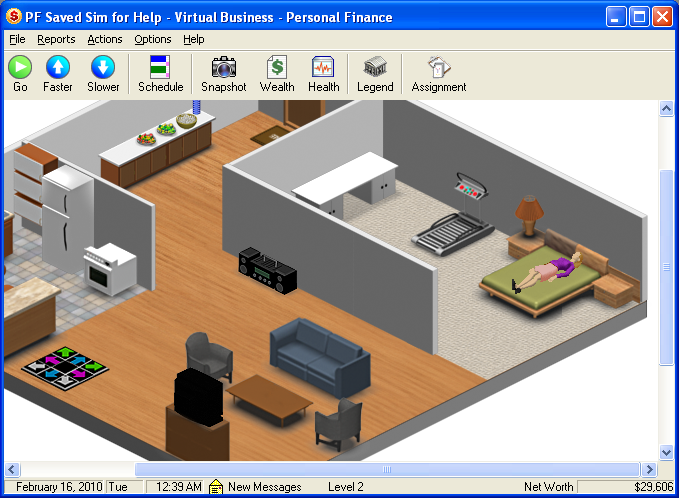 PF Saved Sim for Help - Virtual Business - Personal Finance
File Reports Actions Options Help
Go Faster Slower Schedule Snapshot Wealth Health Legend Assignment
February 16, 2010 Tue 12:39 AM New Messages Level 2 Net Worth $29,606